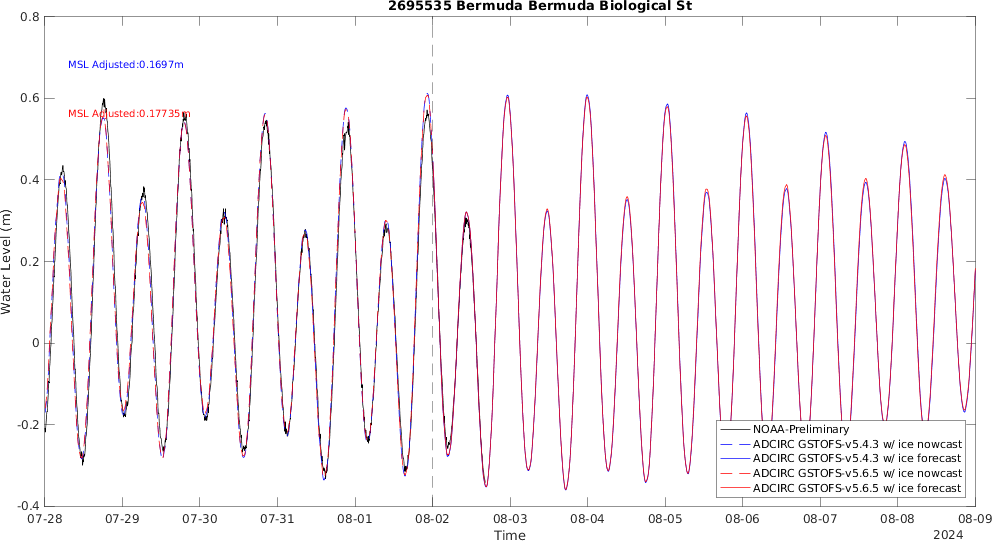 2695535 Bermuda Bermuda Biological St
0.8
MSL Adjusted:0.1697m
0.6
MSL Adjusted:0.17735m
0.4
0.2
0
-0.2
-0.4
Water Level (m)
NOAA-Preliminary
ADCIRC GSTOFS-v5.4.3 w/ ice nowcast
ADCIRC GSTOFS-v5.4.3 w/ ice forecast
ADCIRC GSTOFS-v5.6.5 w/ ice nowcast
ADCIRC GSTOFS-v5.6.5 w/ ice forecast
07-28 07-29 07-30 07-31 08-01 08-02 08-03 08-04 08-05 08-06 08-07 08-08 08-09
Time
2024